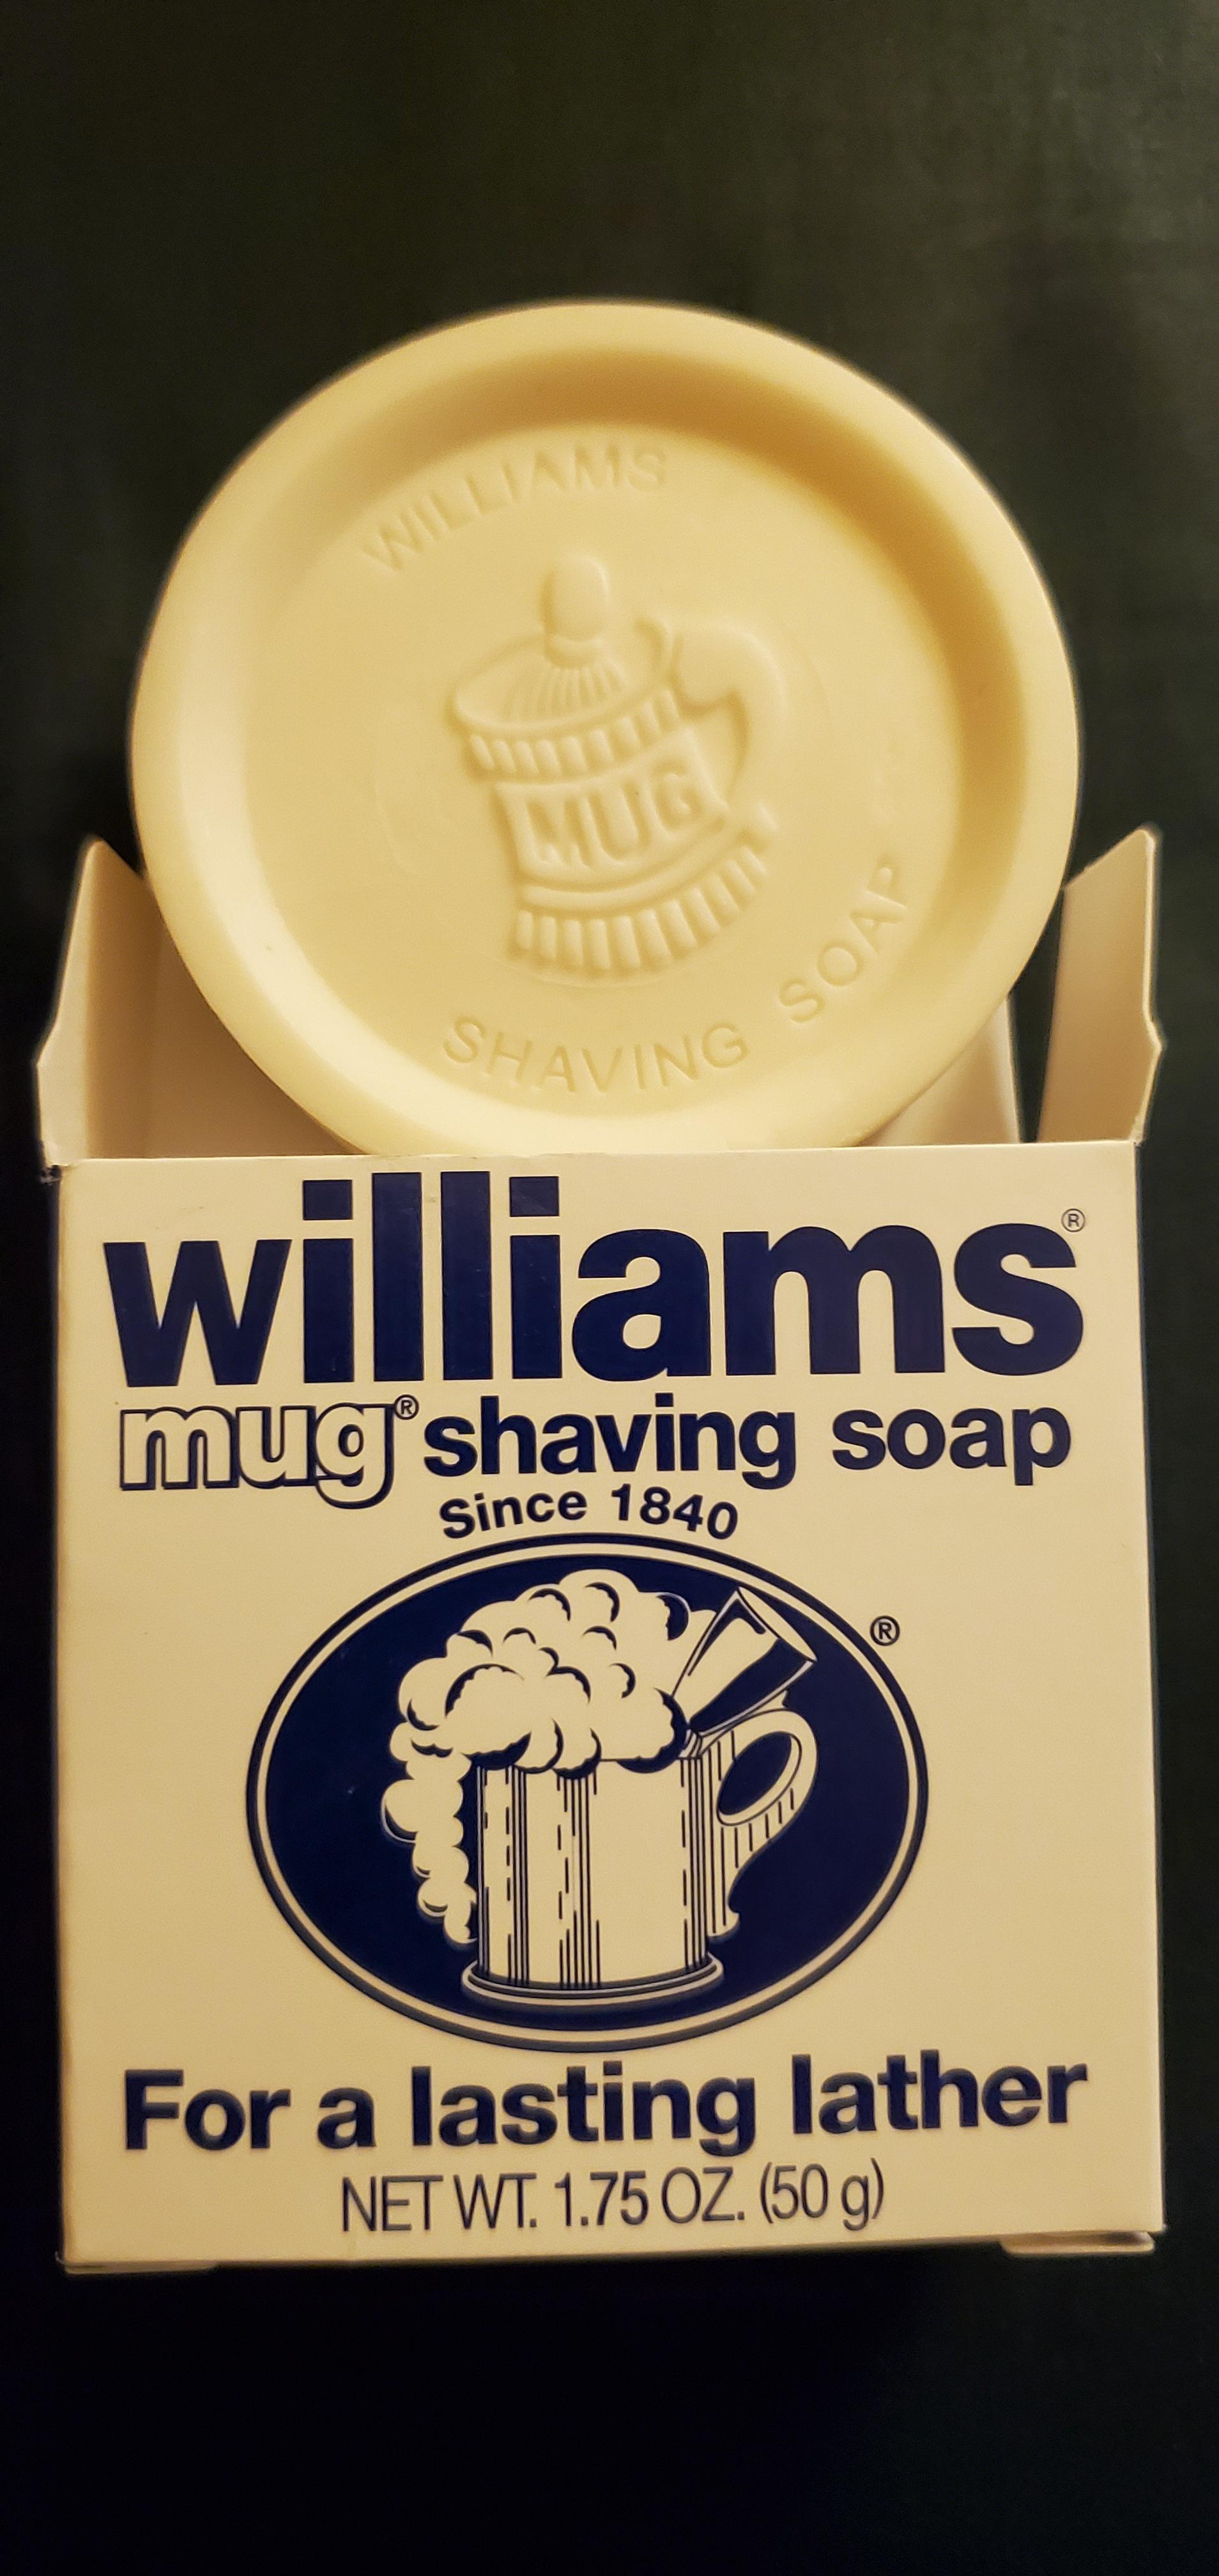 WILLIAMS
MUG
SHAVING SOAP
williams®
mug® shaving soap
Since 1840
®
For a lasting lather
NET WT. 1.75 OZ. (50 g)